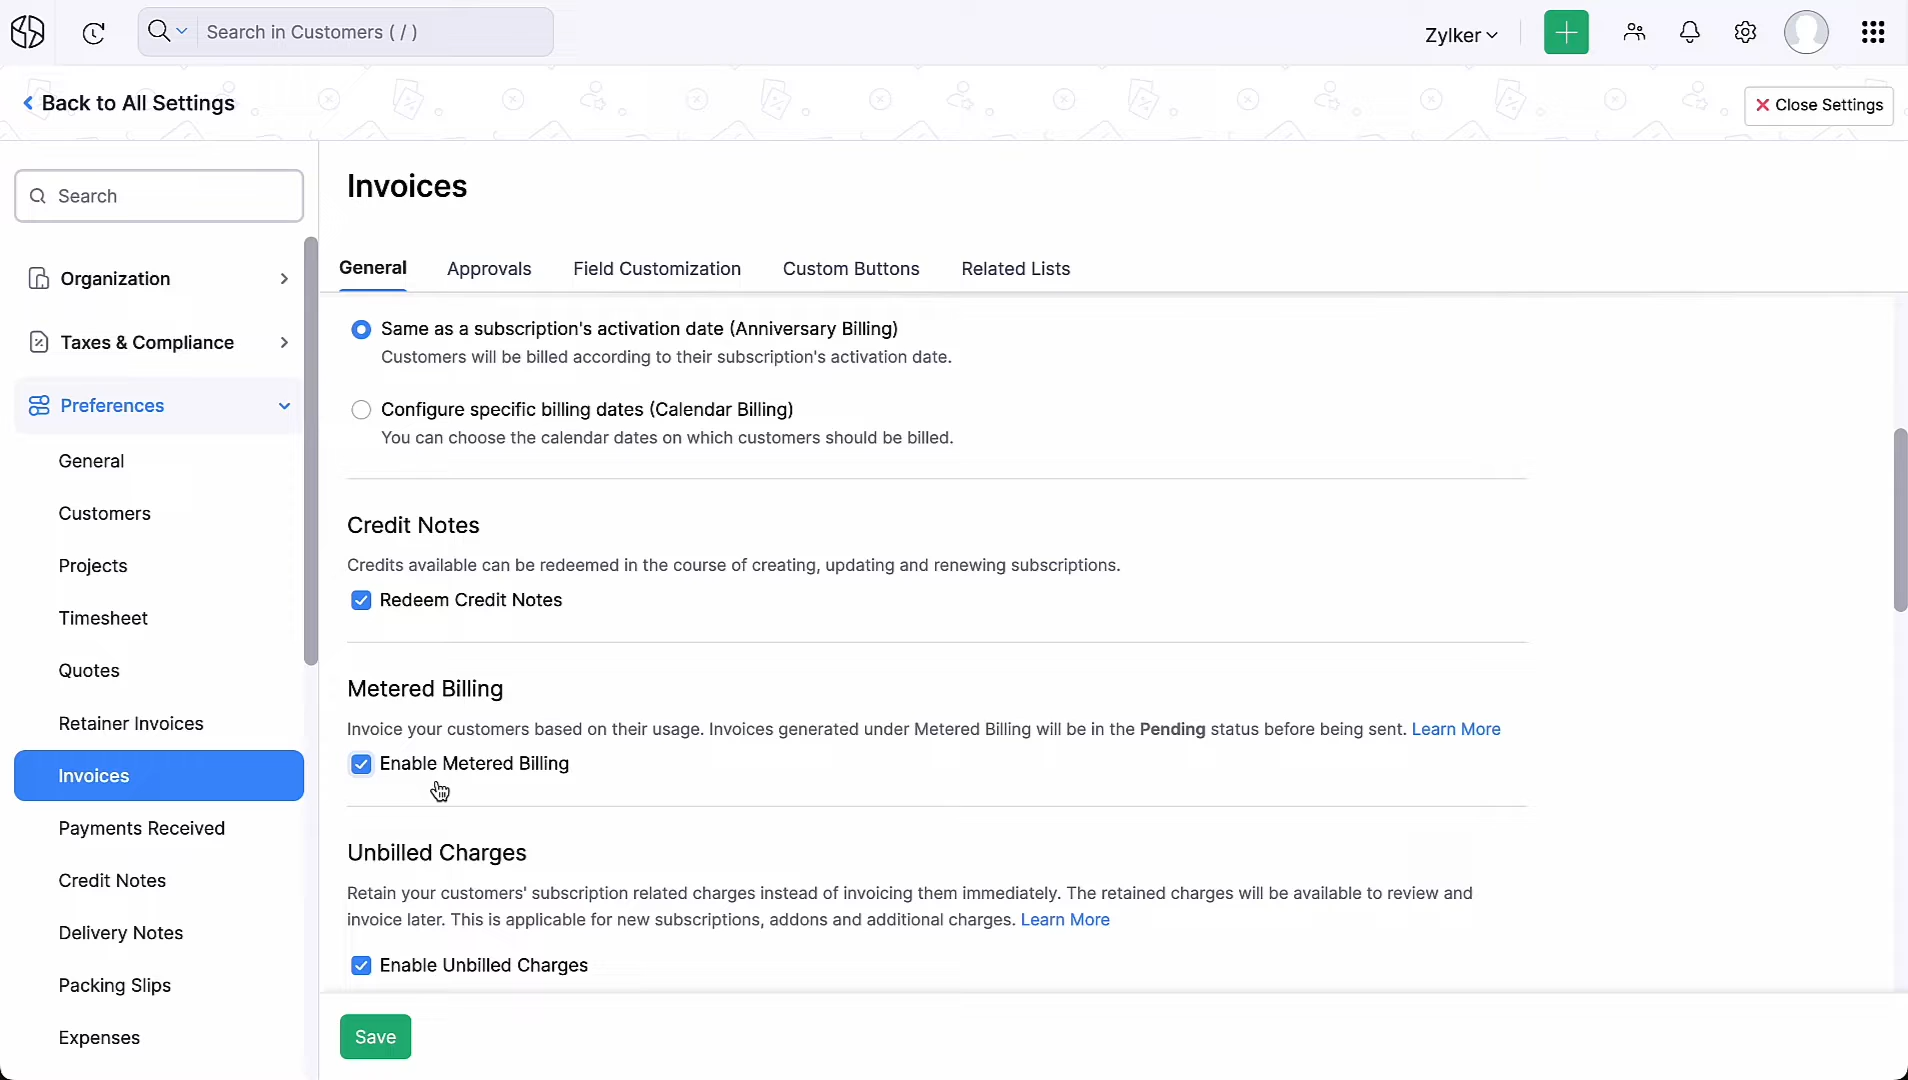 Search in Customers ( / )
Zylker
Back to All Settings
Close Settings
Search
Organization
Taxes & Compliance
Preferences
General
Customers
Projects
Timesheet
Quotes
Retainer Invoices
Invoices
Payments Received
Credit Notes
Delivery Notes
Packing Slips
Expenses
Invoices
General
Approvals
Field Customization
Custom Buttons
Related Lists
Same as a subscription's activation date (Anniversary Billing)
Customers will be billed according to their subscription's activation date.
Configure specific billing dates (Calendar Billing)
You can choose the calendar dates on which customers should be billed.
Credit Notes
Credits available can be redeemed in the course of creating, updating and renewing subscriptions.
Redeem Credit Notes
Metered Billing
Invoice your customers based on their usage. Invoices generated under Metered Billing will be in the Pending status before being sent. Learn More
Enable Metered Billing
Unbilled Charges
Retain your customers' subscription related charges instead of invoicing them immediately. The retained charges will be available to review and
invoice later. This is applicable for new subscriptions, addons and additional charges. Learn More
Enable Unbilled Charges
Save